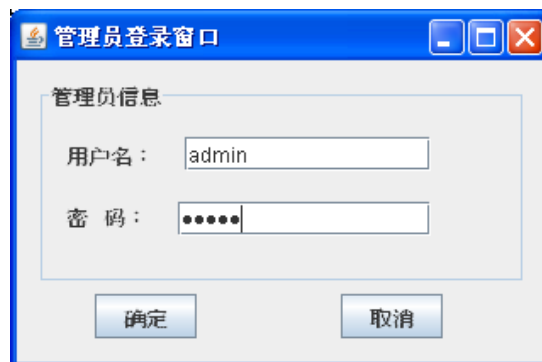 管理员登录窗口
管理员信息
用户名： admin
密 码： •••••
确定 取消